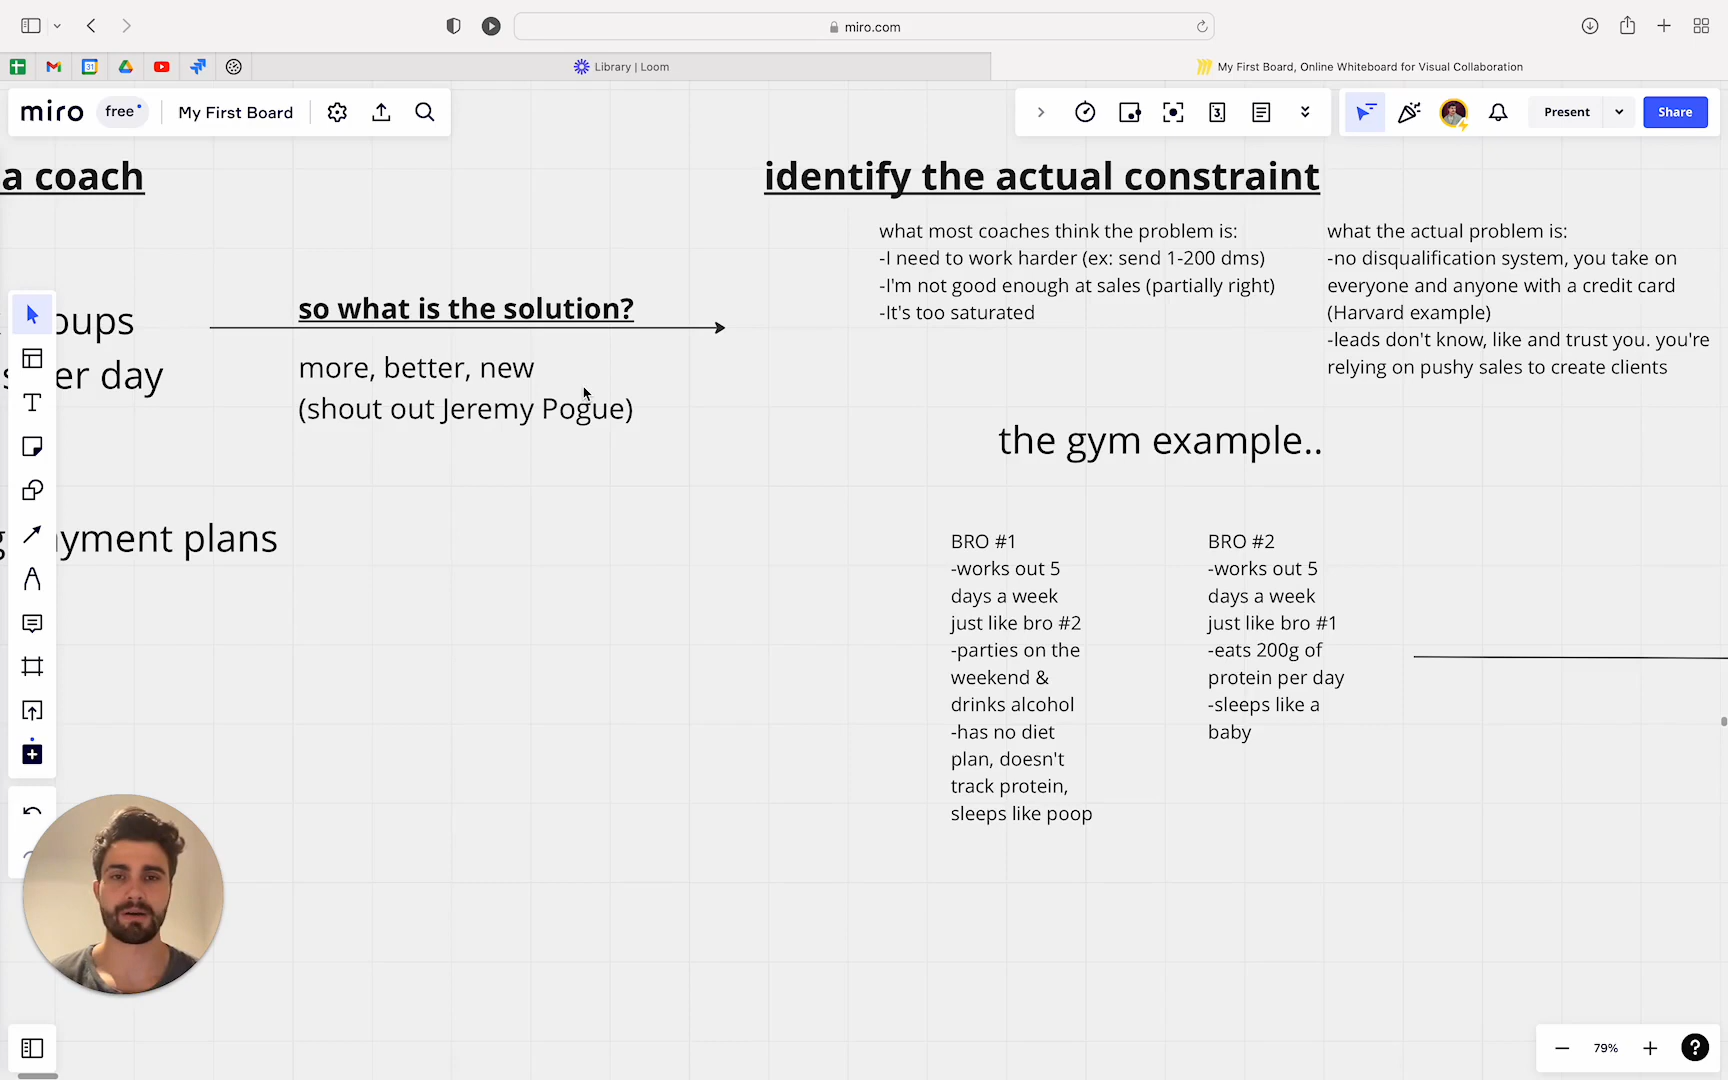 miro.com
Library | Loom
My First Board, Online Whiteboard for Visual Collaboration
31
miro
free
My First Board
3
Present
Share
a coach
oups
er day
yment plans
so what is the solution?
more, better, new
(shout out Jeremy Pogue)
identify the actual constraint
what most coaches think the problem is:
-I need to work harder (ex: send 1-200 dms)
-I'm not good enough at sales (partially right)
-It's too saturated
what the actual problem is:
-no disqualification system, you take on
everyone and anyone with a credit card
(Harvard example)
-leads don't know, like and trust you. you're
relying on pushy sales to create clients
the gym example..
BRO #1
-works out 5
days a week
just like bro #2
-parties on the
weekend &
drinks alcohol
-has no diet
plan, doesn't
track protein,
sleeps like poop
BRO #2
-works out 5
days a week
just like bro #1
-eats 200g of
protein per day
-sleeps like a
baby
79%
?